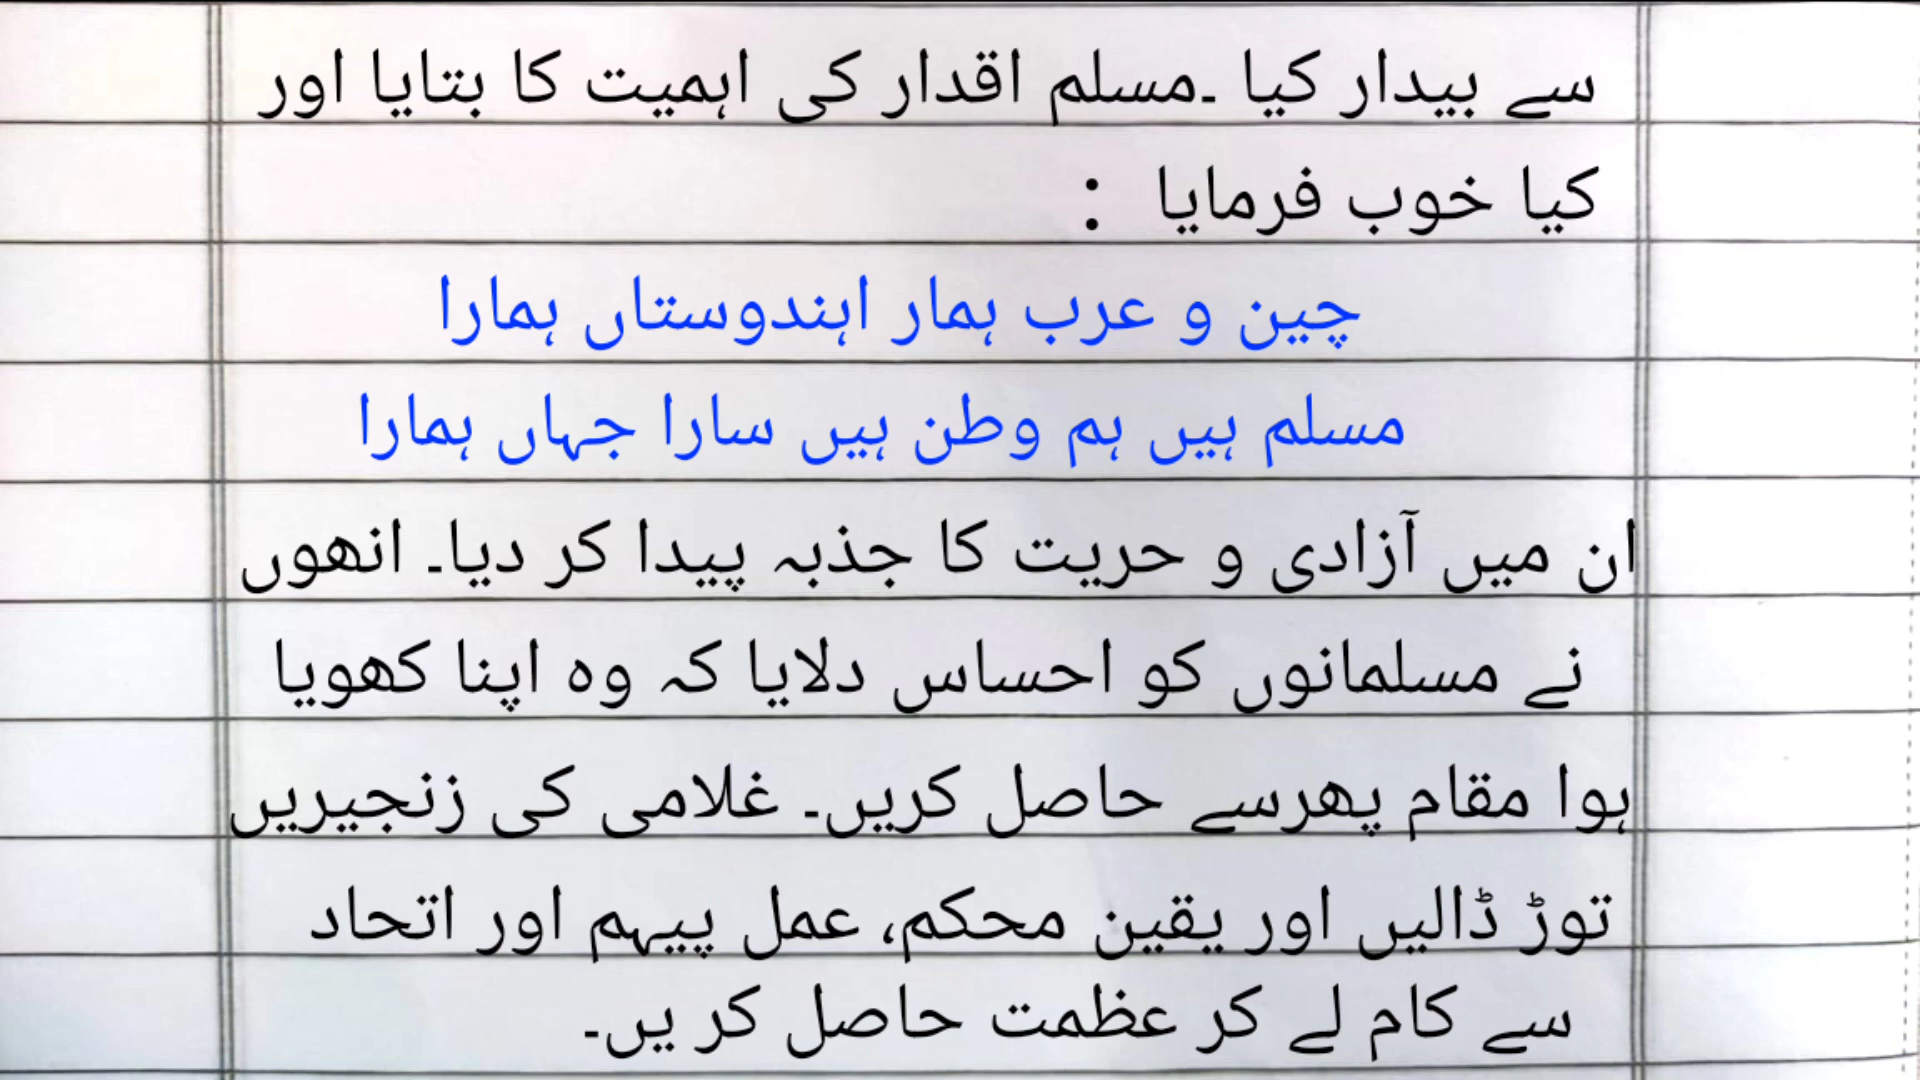 سے بیدار کیا ۔مسلم اقدار کی اہمیت کا بتایا اور
کیا خوب فرمایا :
چین و عرب ہمار اہندوستاں ہمارا
مسلم ہیں ہم وطن ہیں سارا جہاں ہمارا
ان میں آزادی و حریت کا جذبہ پیدا کر دیا۔ انھوں
نے مسلمانوں کو احساس دلایا کہ وہ اپنا کھویا
ہوا مقام پھرسے حاصل کریں۔ غلامی کی زنجیریں
توڑ ڈالیں اور یقین محکم، عمل پیہم اور اتحاد
سے کام لے کر عظمت حاصل کر یں۔